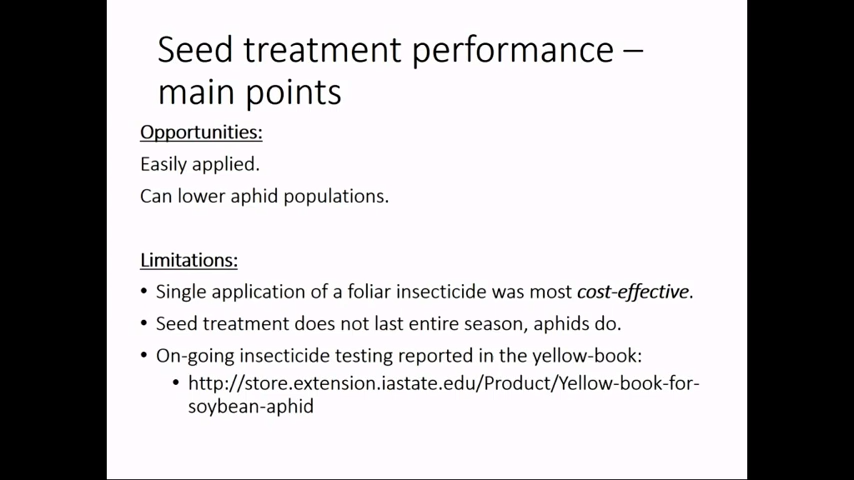 Seed treatment performance –
main points
Opportunities:
Easily applied.
Can lower aphid populations.
Limitations:
• Single application of a foliar insecticide was most cost-effective.
• Seed treatment does not last entire season, aphids do.
• On-going insecticide testing reported in the yellow-book:
• http://store.extension.iastate.edu/Product/Yellow-book-for-
soybean-aphid